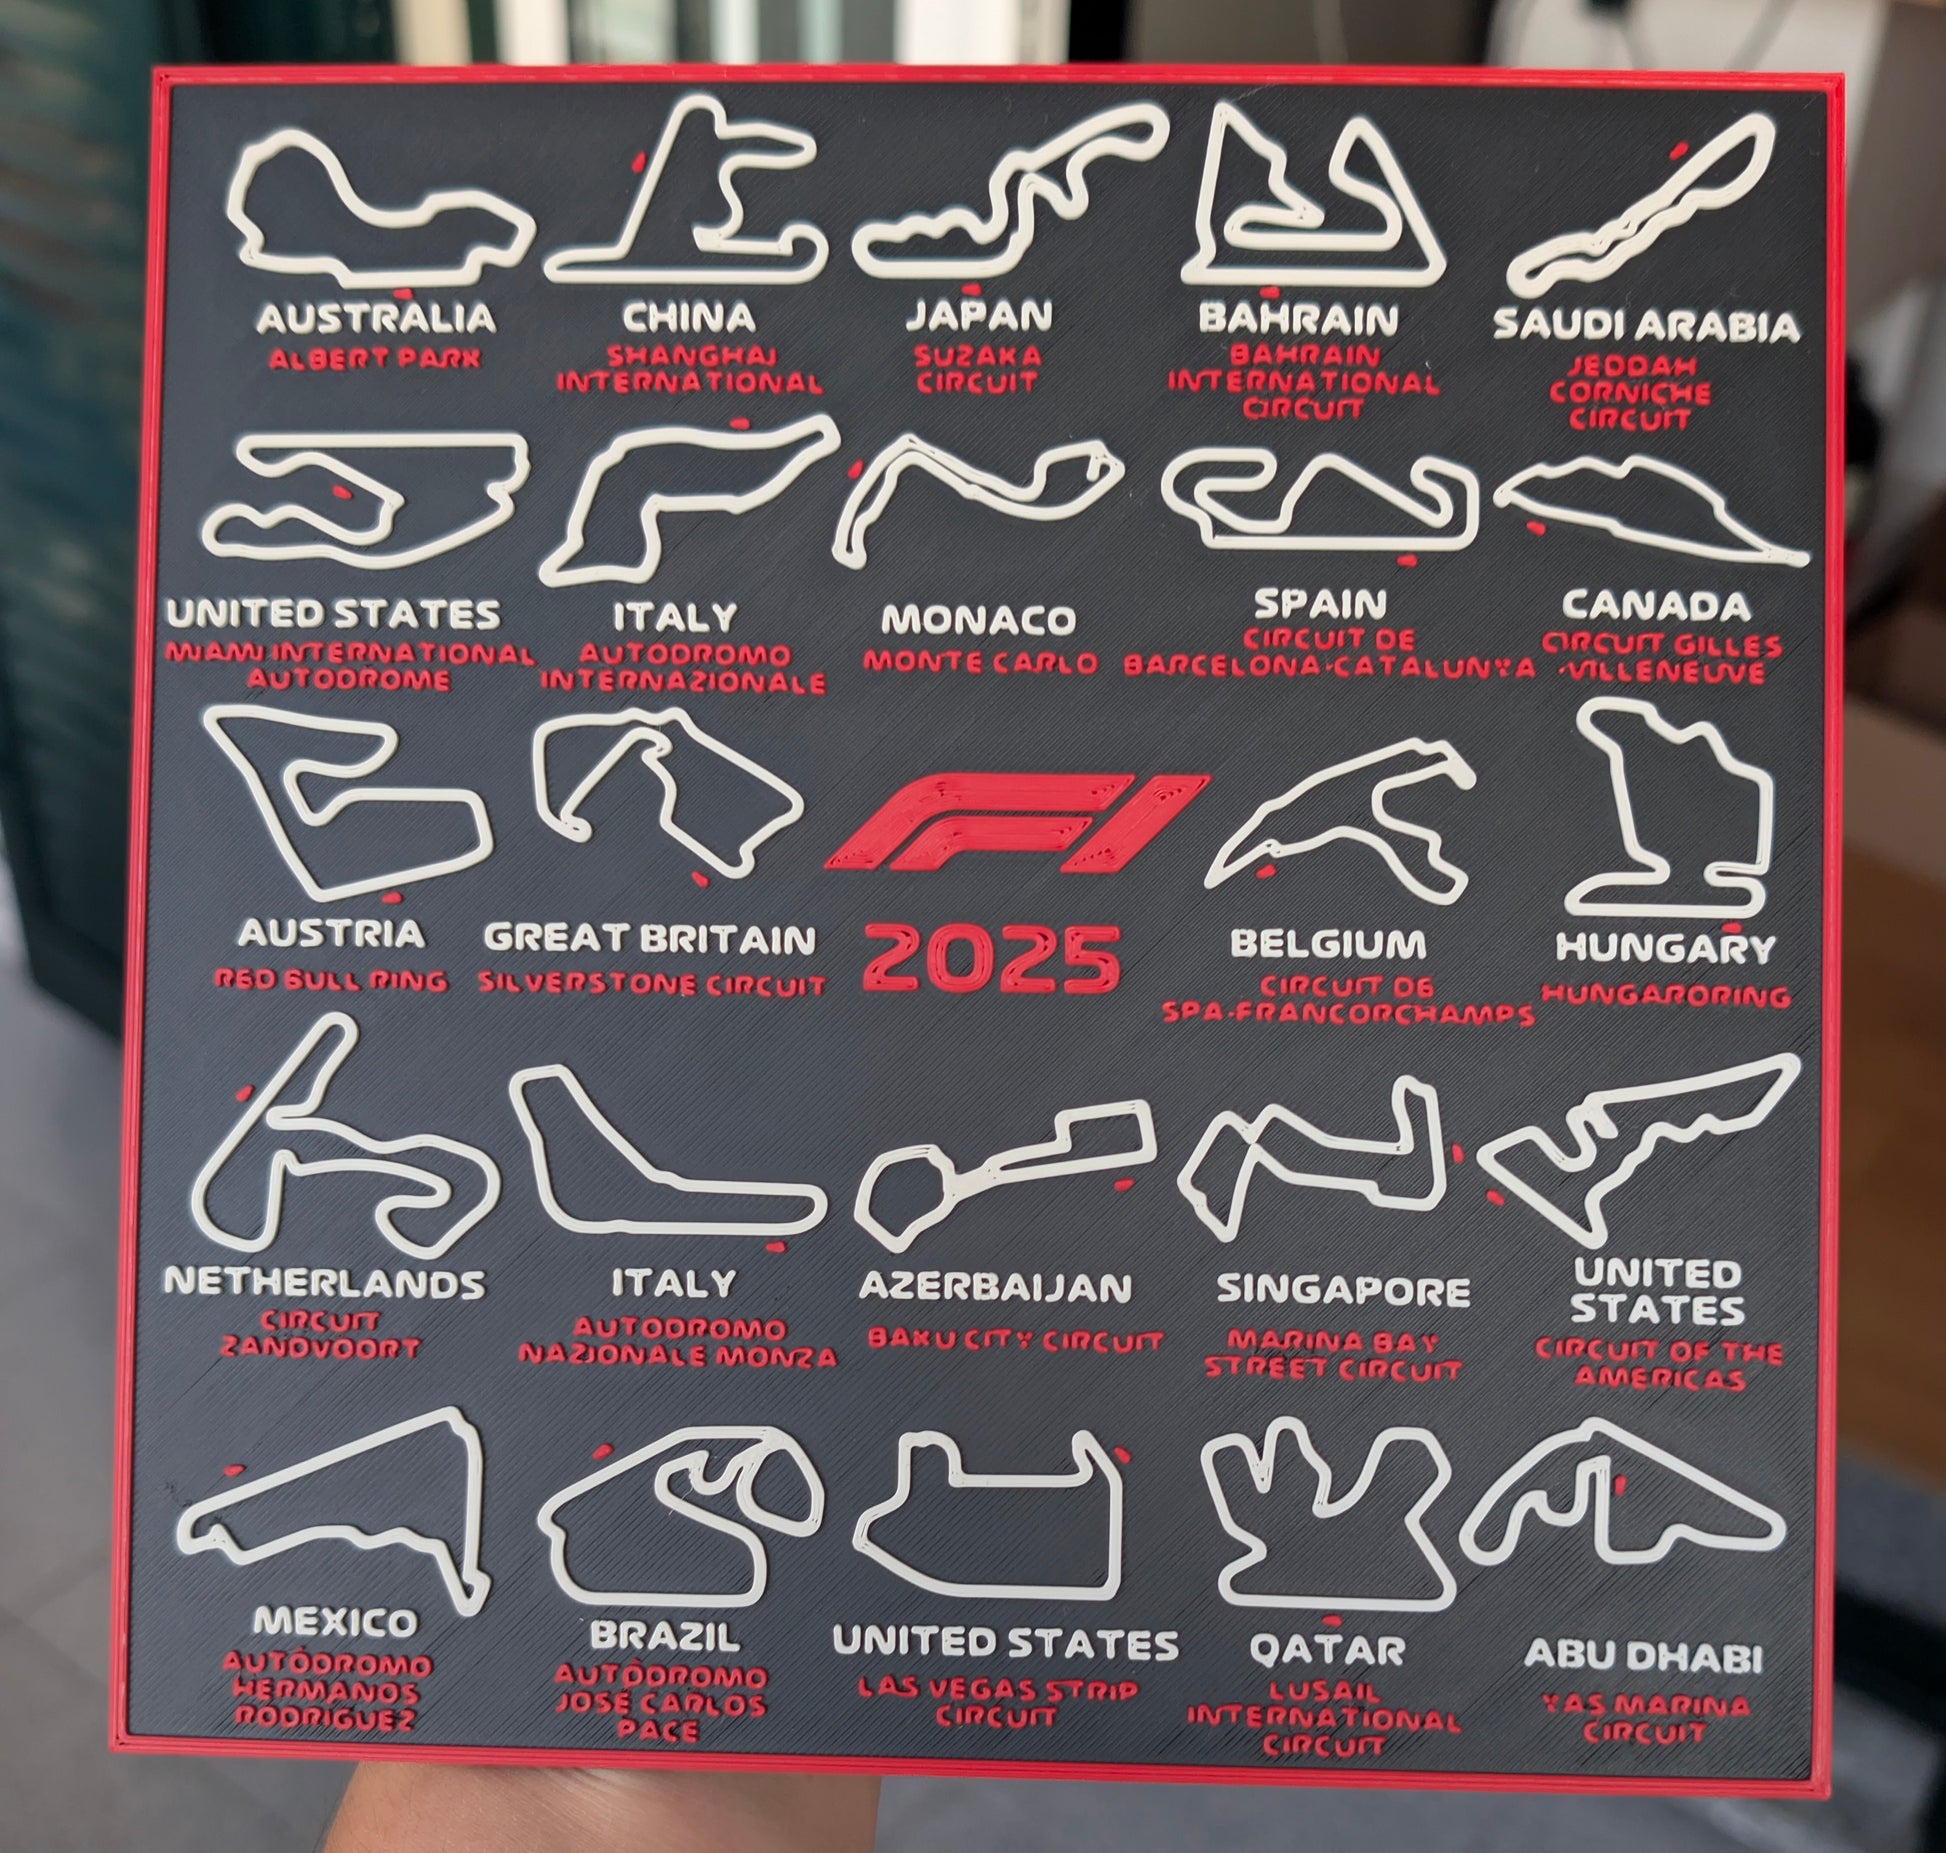 AUSTRALIA
ALBERT PARK
CHINA
SHANGHAI
INTERNATIONAL
JAPAN
SUZAKA
CIRCUIT
BAHRAIN
BAHRAIN
INTERNATIONAL
CIRCUIT
SAUDI ARABIA
JEDDAH
CORNICHE
CIRCUIT
UNITED STATES
MIAMI INTERNATIONAL
AUTODROME
ITALY
AUTODROMO
INTERNAZIONALE
MONACO
MONTE CARLO
SPAIN
CIRCUIT DE
BARCELONA-CATALUNYA
CANADA
CIRCUIT GILLES
-VILLENEUVE
AUSTRIA
RED BULL RING
GREAT BRITAIN
SILVERSTONE CIRCUIT
F1
2025
BELGIUM
CIRCUIT DE
SPA-FRANCORCHAMPS
HUNGARY
HUNGARORING
NETHERLANDS
CIRCUIT
ZANDVOORT
ITALY
AUTODROMO
NAZIONALE MONZA
AZERBAIJAN
BAKU CITY CIRCUIT
SINGAPORE
MARINA BAY
STREET CIRCUIT
UNITED
STATES
CIRCUIT OF THE
AMERICAS
MEXICO
AUTÓDROMO
HERMANOS
RODRIGUEZ
BRAZIL
AUTÓDROMO
JOSÉ CARLOS
PACE
UNITED STATES
LAS VEGAS STRIP
CIRCUIT
QATAR
LUSAIL
INTERNATIONAL
CIRCUIT
ABU DHABI
YAS MARINA
CIRCUIT